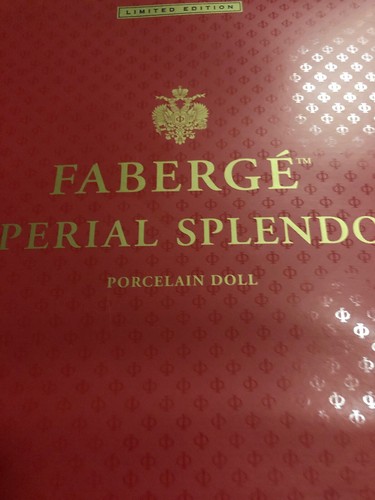 LIMITED EDITION
FABERGÉ™
PERIAL SPLENDO
PORCELAIN DOLL